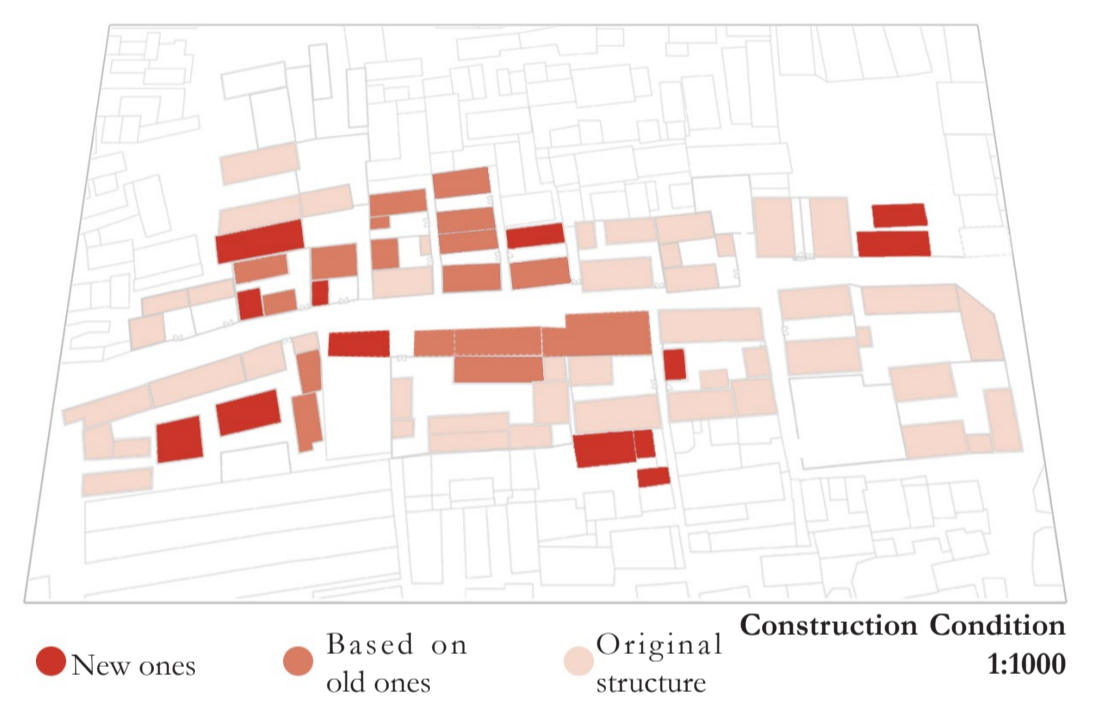 Construction Condition
1:1000
New ones
Based on
old ones
Original
structure